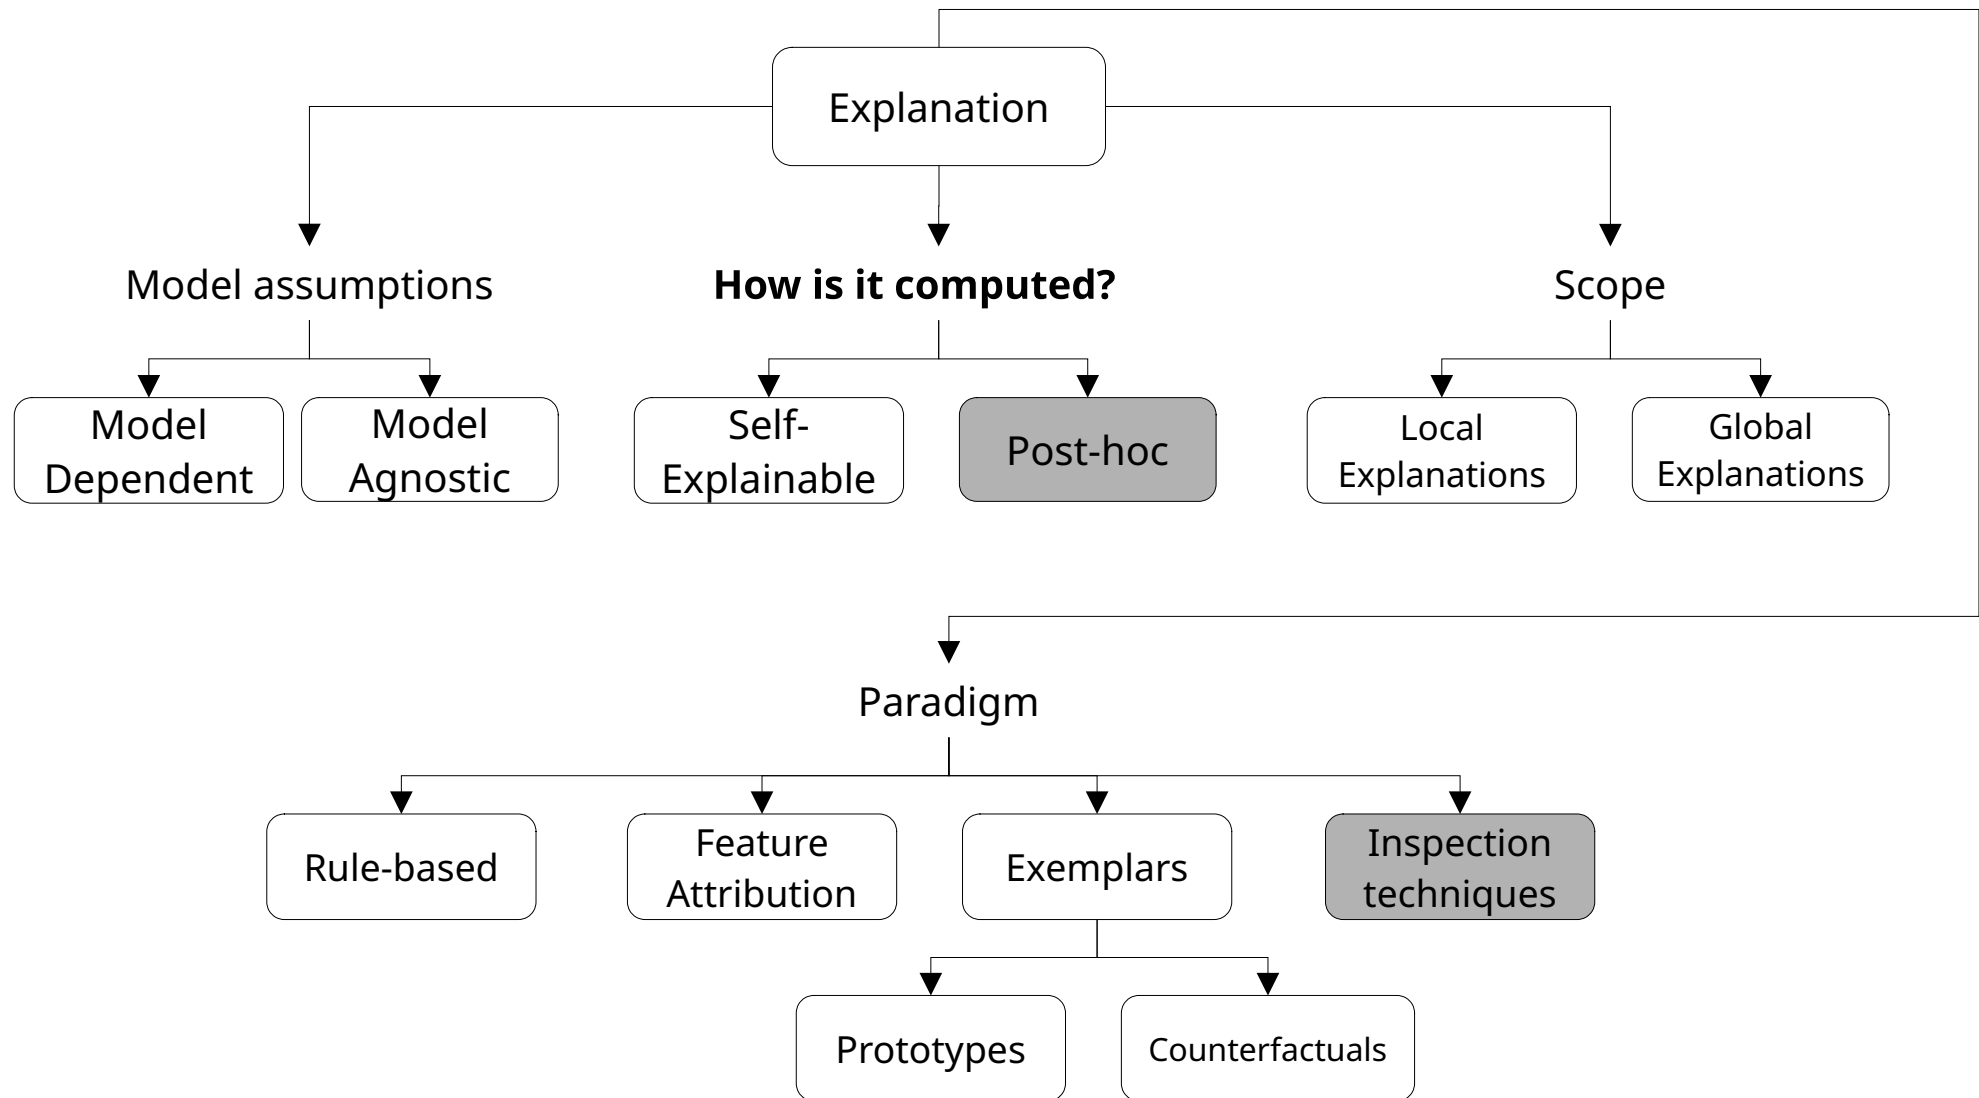 Explanation
Model assumptions
How is it computed?
Scope
Model
Dependent
Model
Agnostic
Self-
Explainable
Post-hoc
Local
Explanations
Global
Explanations
Paradigm
Rule-based
Feature
Attribution
Exemplars
Inspection
techniques
Prototypes
Counterfactuals